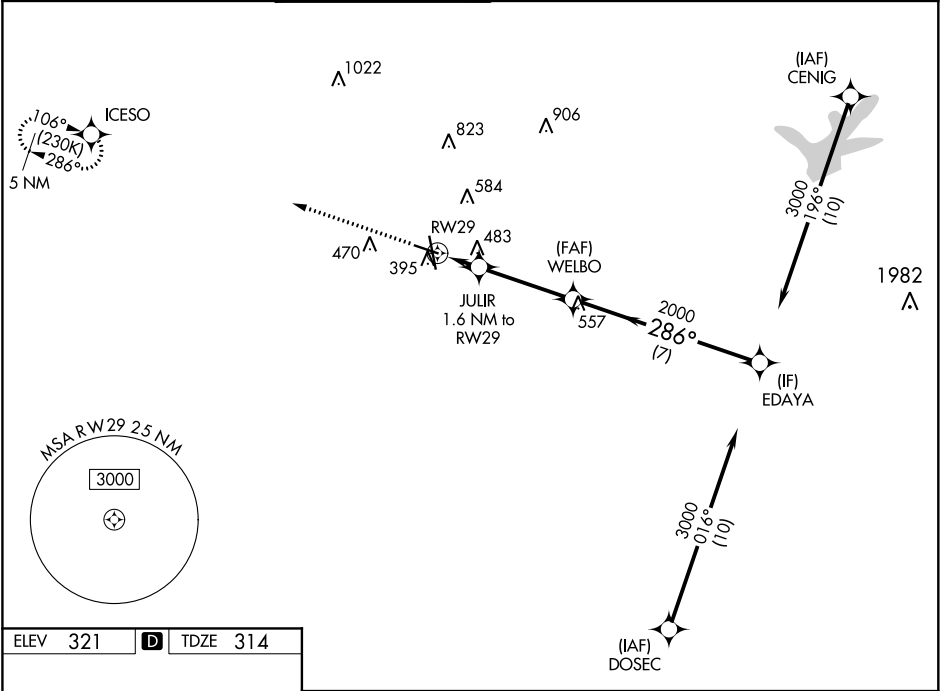 1022
(IAF)
CENIG
106°
ICESO
(230K)
286°
5 NM
823
906
584
3000
196°
(10)
RW29
470
395
483
(FAF)
WELBO
1982
JULIR
1.6 NM to
RW29
557
2000
286°
(7)
(IF)
EDAYA
MSA RW29 25 NM
3000
3000
016°
(10)
ELEV 321 D TDZE 314
(IAF)
DOSEC